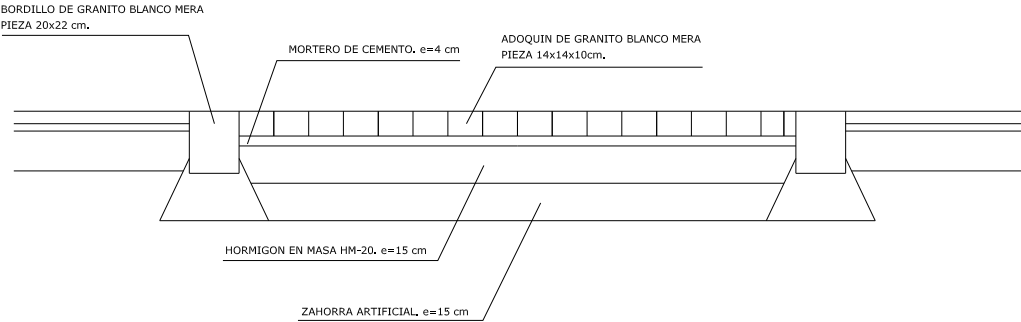 BORDILLO DE GRANITO BLANCO MERA
PIEZA 20x22 cm.
MORTERO DE CEMENTO. e=4 cm
ADOQUIN DE GRANITO BLANCO MERA
PIEZA 14x14x10cm.
HORMIGON EN MASA HM-20. e=15 cm
ZAHORRA ARTIFICIAL. e=15 cm